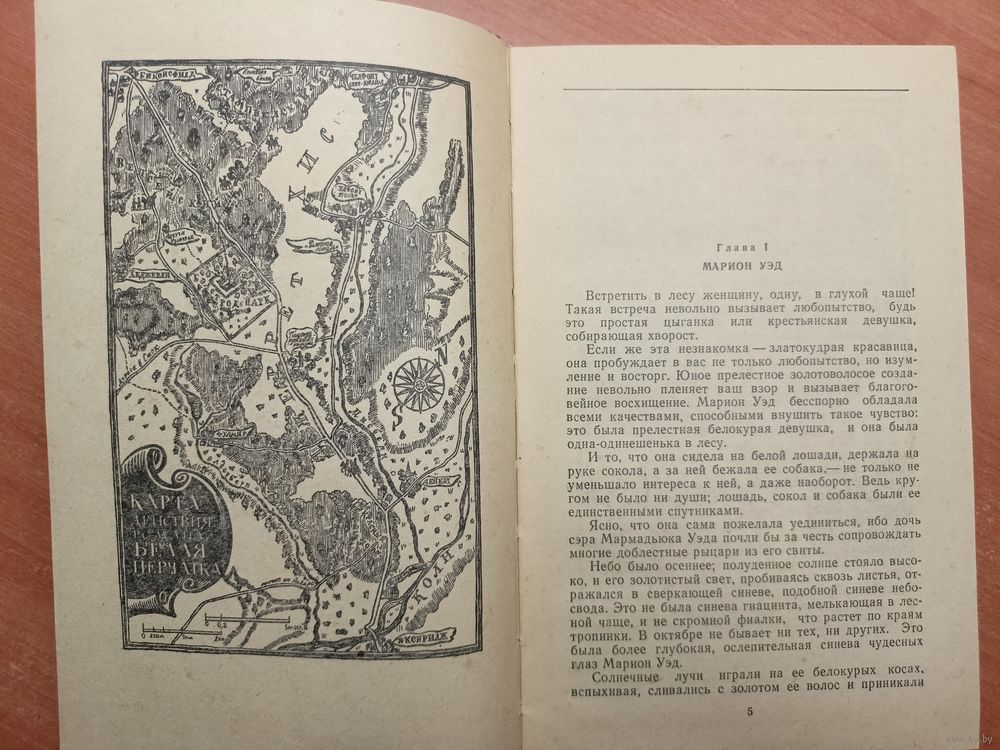 БИКОНСФИЛД
КАРТА
ДЕЙСТВИЯ
РОМАНА
БЕЛАЯ
ПЕРЧАТКА
ПАРК
КОЛН
S
N
0,2
УКСБРИДЖ
Глава I
МАРИОН УЭД
Встретить в лесу женщину, одну, в глухой чаще!
Такая встреча невольно вызывает любопытство, будь
это простая цыганка или крестьянская девушка,
собирающая хворост.
Если же эта незнакомка — златокудрая красавица,
она пробуждает в вас не только любопытство, но изум-
ление и восторг. Юное прелестное золотоволосое созда-
ние невольно пленяет ваш взор и вызывает благого-
вейное восхищение. Марион Уэд бесспорно обладала
всеми качествами, способными внушить такое чувство:
это была прелестная белокурая девушка, и она была
одна-одинешенька в лесу.
И то, что она сидела на белой лошади, держала на
руке сокола, а за ней бежала ее собака,— не только не
уменьшало интереса к ней, а даже наоборот. Ведь кру-
гом не было ни души; лошадь, сокол и собака были ее
единственными спутниками.
Ясно, что она сама пожелала уединиться, ибо дочь
сэра Мармадьюка Уэда почли бы за честь сопровождать
многие доблестные рыцари из его свиты.
Небо было осеннее; полуденное солнце стояло высо-
ко, и его золотистый свет, пробиваясь сквозь листья, от-
ражался в сверкающей синеве, подобной синеве небо-
свода. Это не была синева гиацинта, мелькающая в лес-
ной чаще, и не скромной фиалки, что растет по краям
тропинки. В октябре не бывает ни тех, ни других. Это
была более глубокая, ослепительная синева чудесных
глаз Марион Уэд.
Солнечные лучи играли на ее белокурых косах,
вспыхивая, сливались с золотом ее волос и приникали
5
www.ay.by